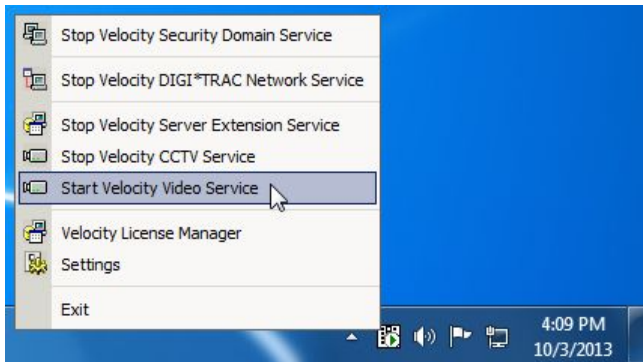 Stop Velocity Security Domain Service
Stop Velocity DIGI*TRAC Network Service
Stop Velocity Server Extension Service
Stop Velocity CCTV Service
Start Velocity Video Service
Velocity License Manager
Settings
Exit
4:09 PM
10/3/2013